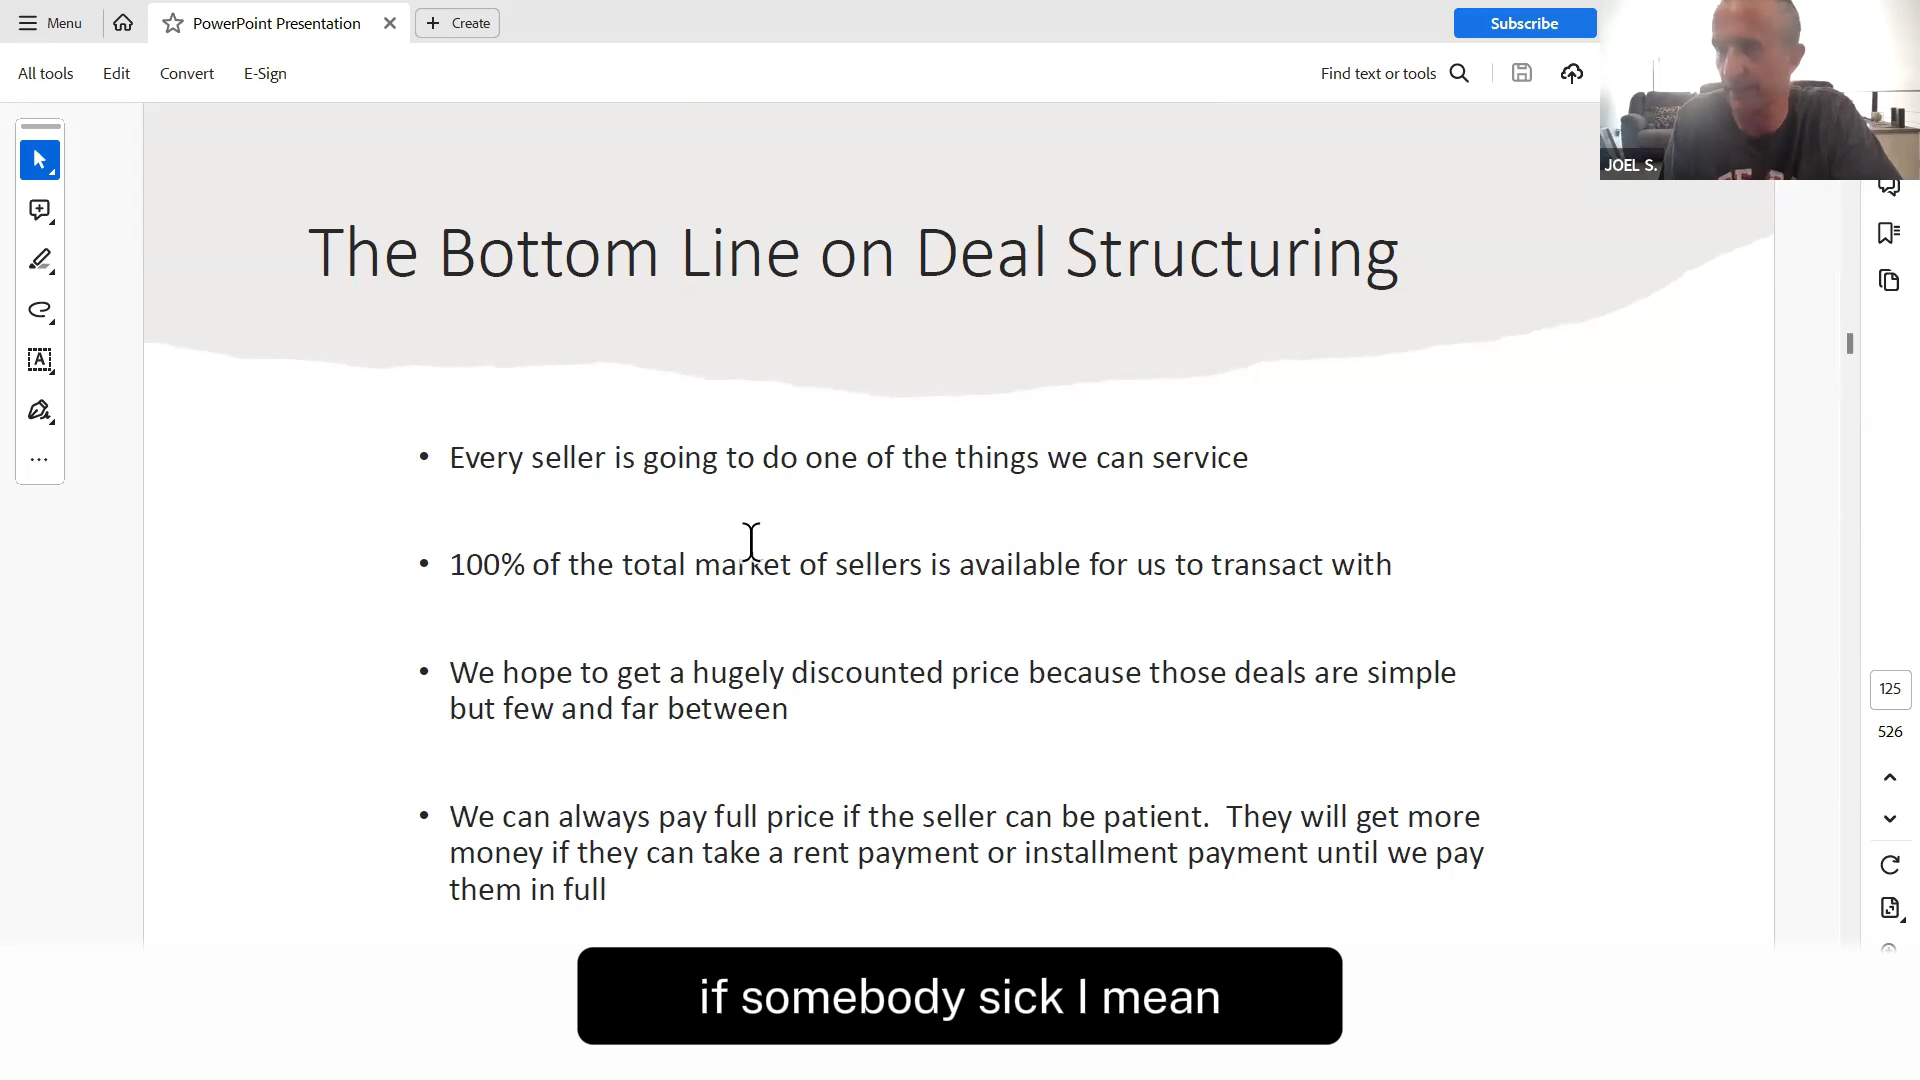 Menu
PowerPoint Presentation
Create
Subscribe
All tools
Edit
Convert
E-Sign
Find text or tools
JOEL S.
The Bottom Line on Deal Structuring
• Every seller is going to do one of the things we can service
• 100% of the total market of sellers is available for us to transact with
• We hope to get a hugely discounted price because those deals are simple
but few and far between
• We can always pay full price if the seller can be patient.  They will get more
money if they can take a rent payment or installment payment until we pay
them in full
125
526
if somebody sick I mean